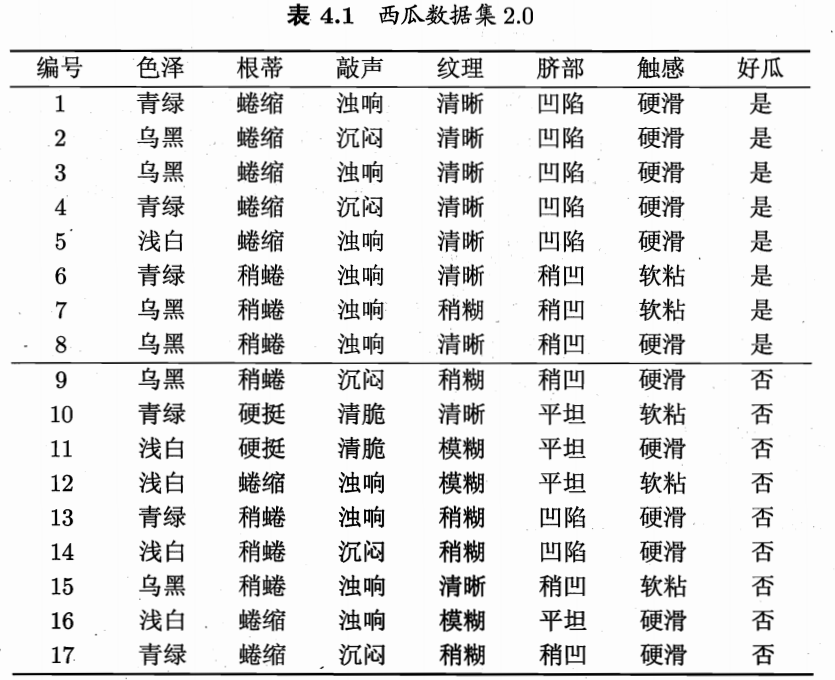 表 4.1 西瓜数据集 2.0
编号 色泽 根蒂 敲声 纹理 脐部 触感 好瓜
1 青绿 蜷缩 浊响 清晰 凹陷 硬滑 是
2 乌黑 蜷缩 沉闷 清晰 凹陷 硬滑 是
3 乌黑 蜷缩 浊响 清晰 凹陷 硬滑 是
4 青绿 蜷缩 沉闷 清晰 凹陷 硬滑 是
5 浅白 蜷缩 浊响 清晰 凹陷 硬滑 是
6 青绿 稍蜷 浊响 清晰 稍凹 软粘 是
7 乌黑 稍蜷 浊响 稍糊 稍凹 软粘 是
8 乌黑 稍蜷 浊响 清晰 稍凹 硬滑 是
9 乌黑 稍蜷 沉闷 稍糊 稍凹 硬滑 否
10 青绿 硬挺 清脆 清晰 平坦 软粘 否
11 浅白 硬挺 清脆 模糊 平坦 硬滑 否
12 浅白 蜷缩 浊响 模糊 平坦 软粘 否
13 青绿 稍蜷 浊响 稍糊 凹陷 硬滑 否
14 浅白 稍蜷 沉闷 稍糊 凹陷 硬滑 否
15 乌黑 稍蜷 浊响 清晰 稍凹 软粘 否
16 浅白 蜷缩 浊响 模糊 平坦 硬滑 否
17 青绿 蜷缩 沉闷 稍糊 稍凹 硬滑 否